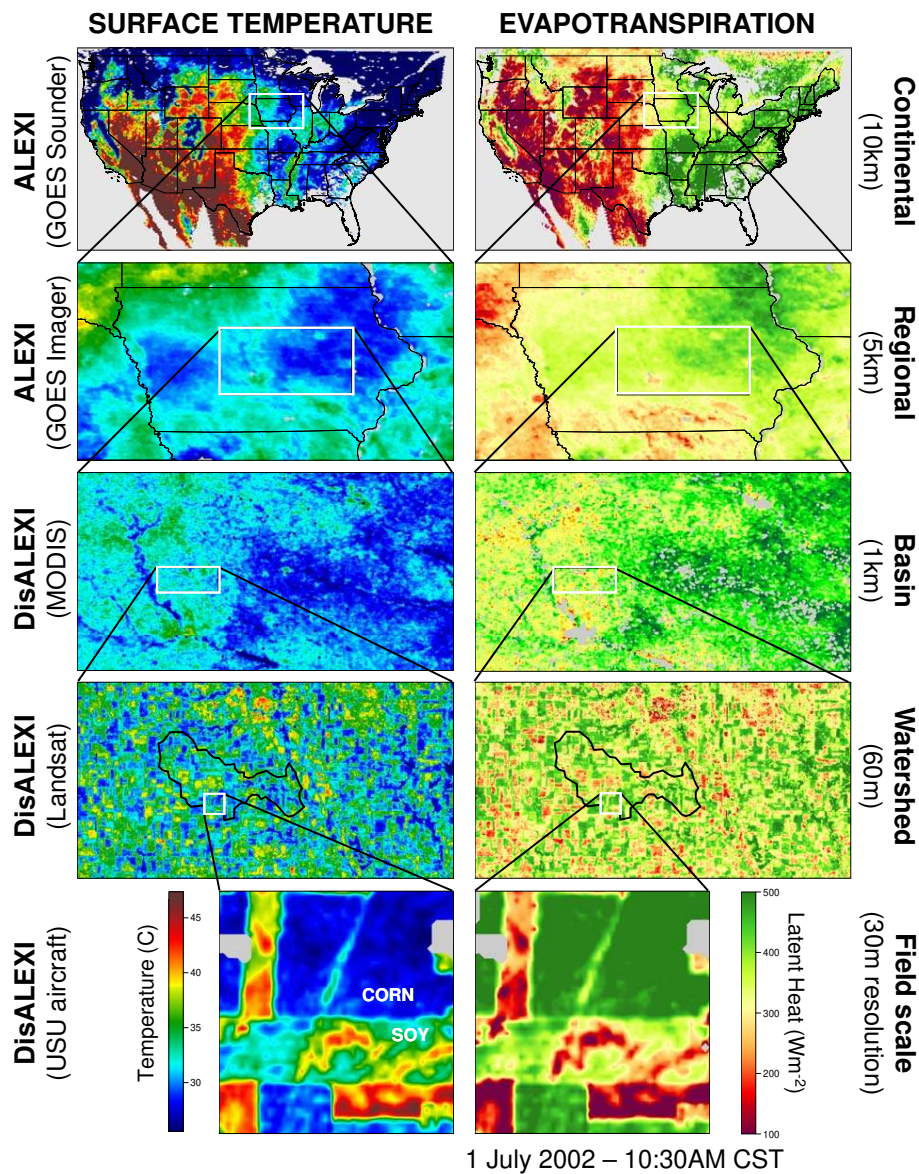 SURFACE TEMPERATURE
EVAPOTRANSPIRATION
ALEXI
(GOES Sounder)
Continental
(10km)
ALEXI
(GOES Imager)
Regional
(5km)
DisALEXI
(MODIS)
Basin
(1km)
DisALEXI
(Landsat)
Watershed
(60m)
DisALEXI
(USU aircraft)
Temperature (C)
45
40
35
30
CORN
SOY
500
400
300
200
100
Latent Heat (Wm-2)
Field scale
(30m resolution)
1 July 2002 – 10:30AM CST